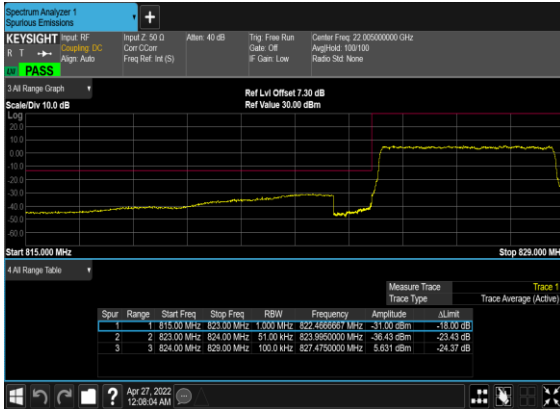 Spectrum Analyzer 1
Spurious Emissions
KEYSIGHT Input: RF Input Z: 50 Ω Atten: 40 dB Trig: Free Run Center Freq: 22.005000000 GHz
R T Coupling: DC Corr CCorr Gate: Off Avg|Hold: 100/100
Align: Auto Freq Ref: Int (S) IF Gain: Low Radio Std: None
PASS
3 All Range Graph Ref Lvl Offset 7.30 dB
Scale/Div 10.0 dB Ref Value 30.00 dBm
Log
20.0
10.0
0.00
-10.0
-20.0
-30.0
-40.0
-50.0
-60.0
Start 815.000 MHz Stop 829.000 MH
4 All Range Table
Measure Trace Trace 1
Trace Type Trace Average (Active)
Spur Range Start Freq Stop Freq RBW Frequency Amplitude ΔLimit
1 1 815.00 MHz 823.00 MHz 1.000 MHz 822.4666667 MHz -31.00 dBm -18.00 dB
2 2 823.00 MHz 824.00 MHz 51.00 kHz 823.9950000 MHz -36.43 dBm -23.43 dB
3 3 824.00 MHz 829.00 MHz 100.0 kHz 827.4750000 MHz 5.631 dBm -24.37 dB
? Apr 27, 2022
12:08:04 AM